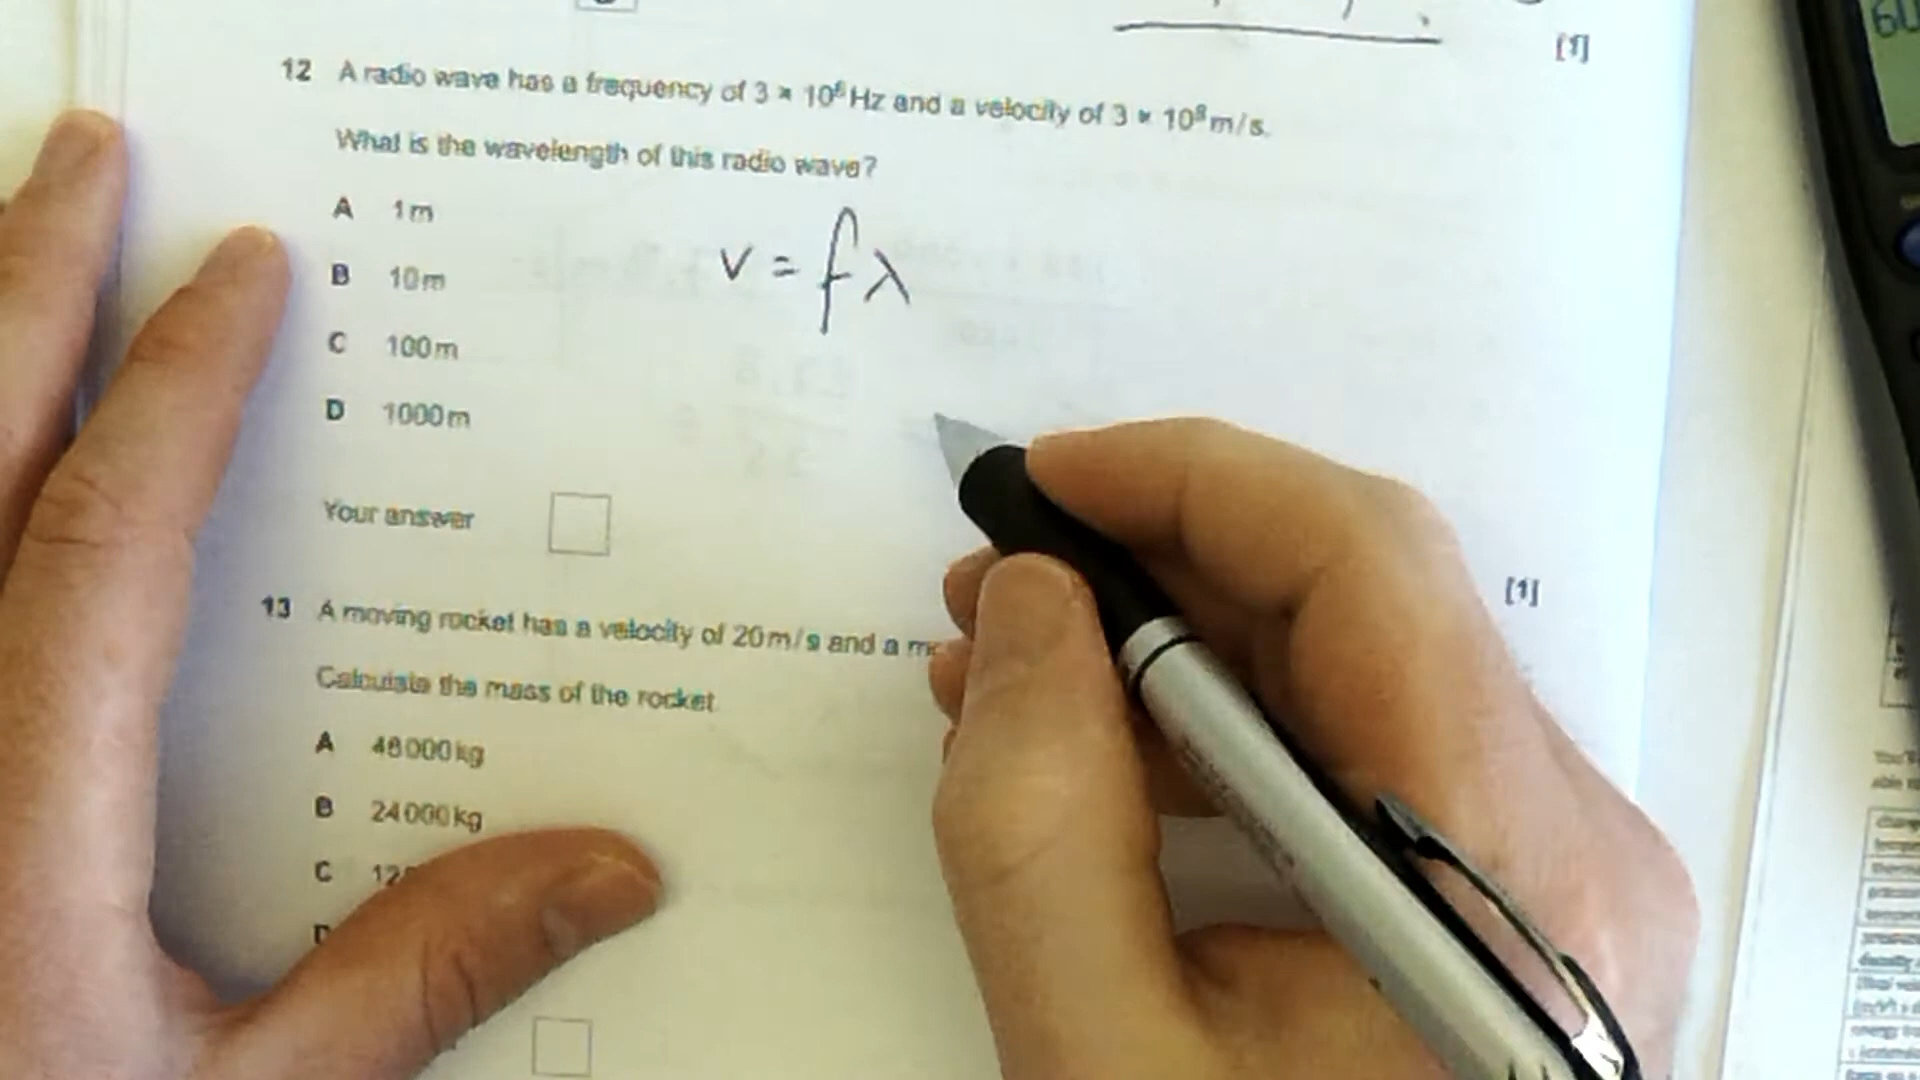 [1]
12 A radio wave has a frequency of 3 × 10⁶ Hz and a velocity of 3 × 10⁸ m/s.
What is the wavelength of this radio wave?
A 1 m
B 10 m
C 100 m
D 1000 m
v = fλ
Your answer
[1]
13 A moving rocket has a velocity of 20 m/s and a
Calculate the mass of the rocket.
A 48 000 kg
B 24 000 kg
C